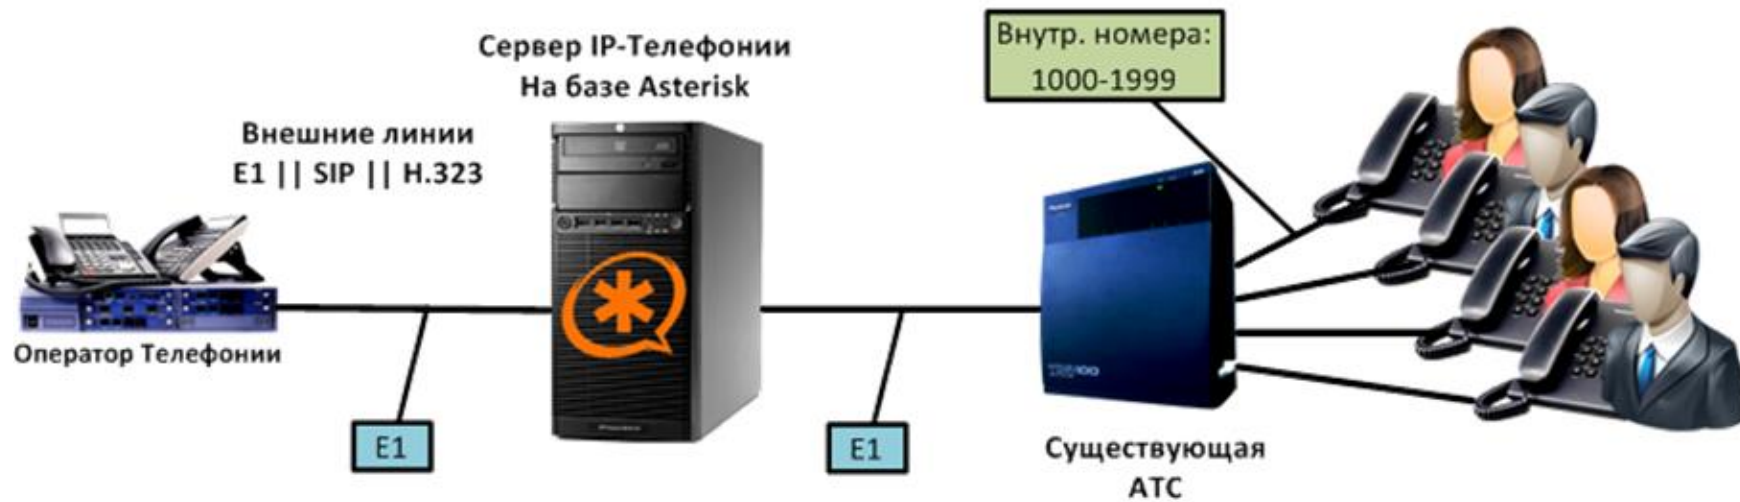 Сервер IP-Телефонии
На базе Asterisk
Внешние линии
E1 || SIP || H.323
Внутр. номера:
1000-1999
Оператор Телефонии
E1
E1
Существующая
АТС